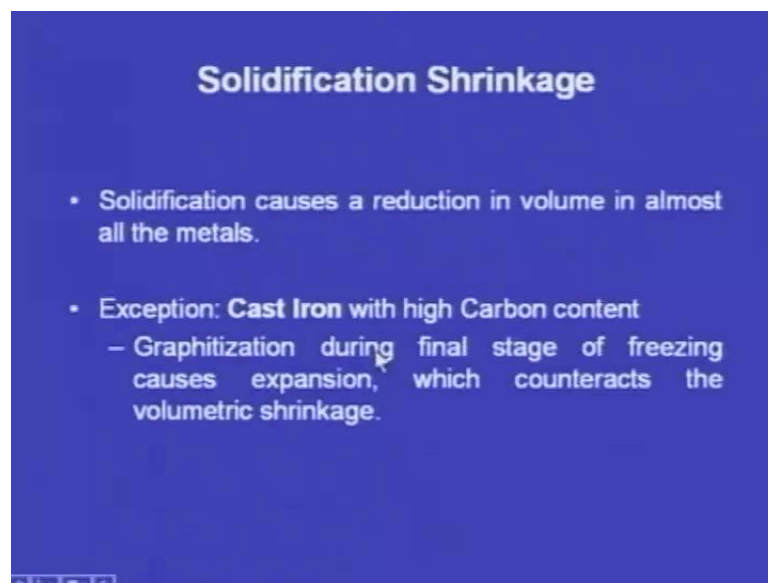 Solidification Shrinkage
• Solidification causes a reduction in volume in almost
all the metals.
• Exception: Cast Iron with high Carbon content
– Graphitization during final stage of freezing
causes expansion, which counteracts the
volumetric shrinkage.